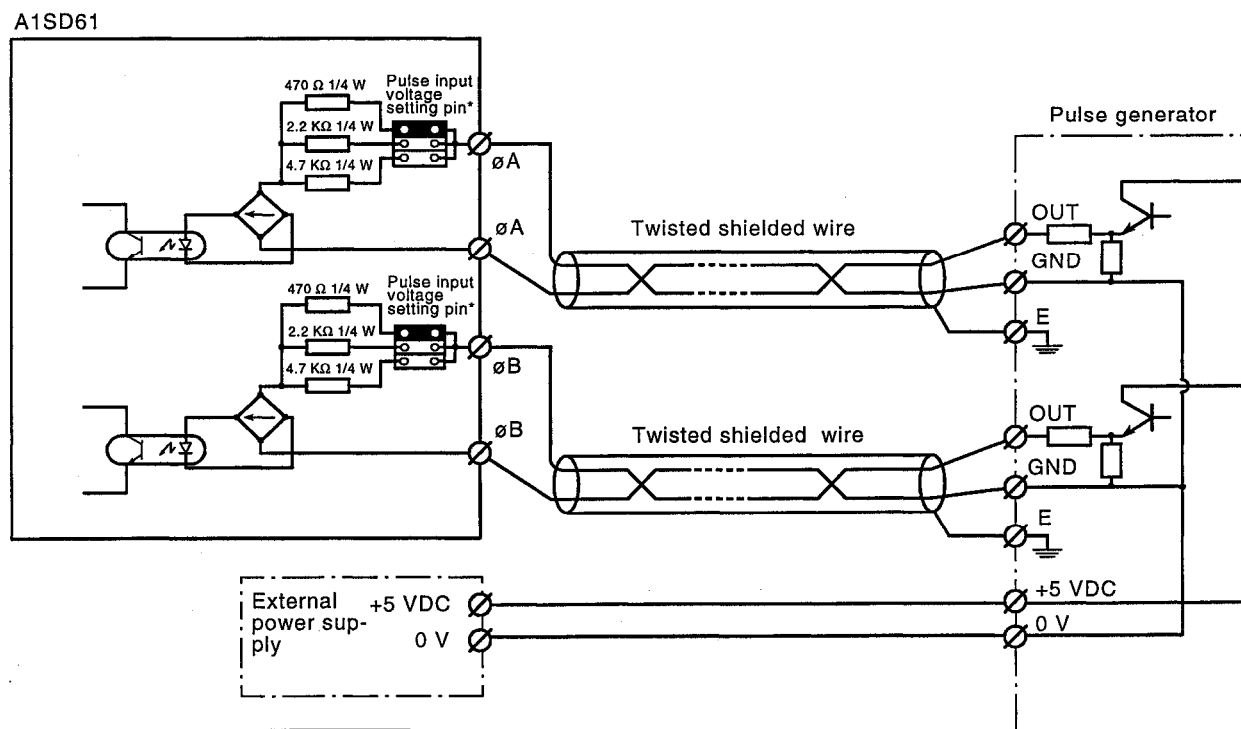 A1SD61
470 Ω 1/4 W
2.2 KΩ 1/4 W
4.7 KΩ 1/4 W
Pulse input
voltage
setting pin*
øA
øA
470 Ω 1/4 W
2.2 KΩ 1/4 W
4.7 KΩ 1/4 W
Pulse input
voltage
setting pin*
øB
øB
Twisted shielded wire
Twisted shielded wire
Pulse generator
OUT
GND
E
OUT
GND
E
+5 VDC
0 V
External
power sup-
ply
+5 VDC
0 V